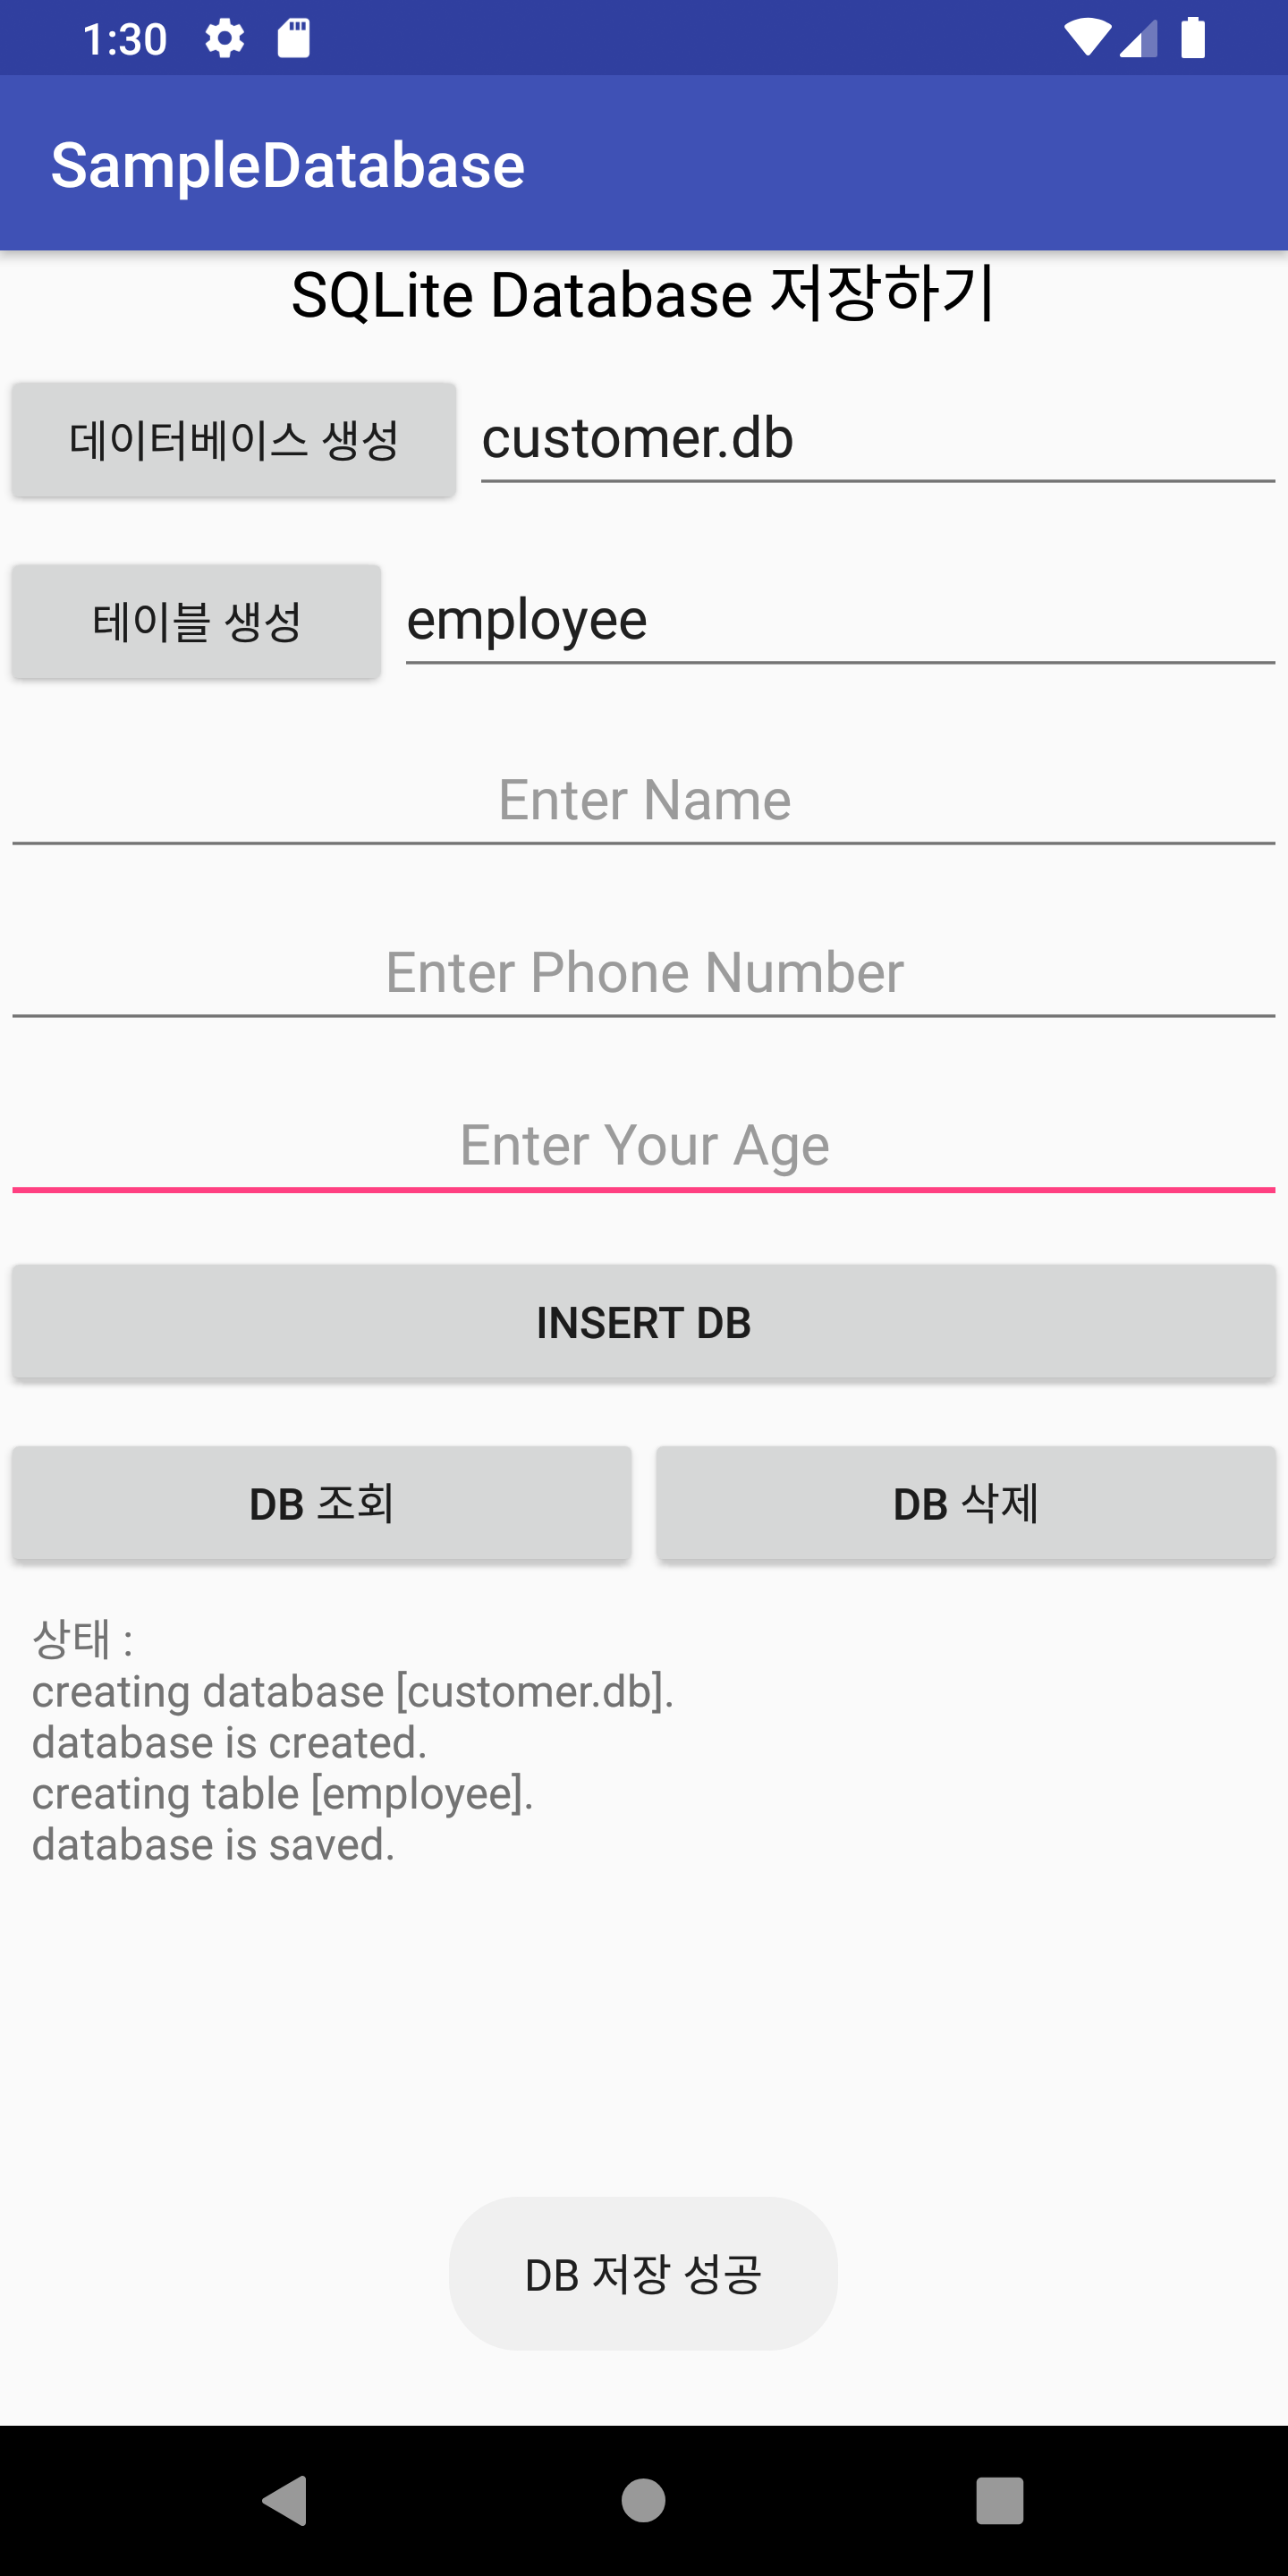 1:30
SampleDatabase
SQLite Database 저장하기
데이터베이스 생성 customer.db
테이블 생성 employee
Enter Name
Enter Phone Number
Enter Your Age
INSERT DB
DB 조회 DB 삭제
상태 :
creating database [customer.db].
database is created.
creating table [employee].
database is saved.
DB 저장 성공